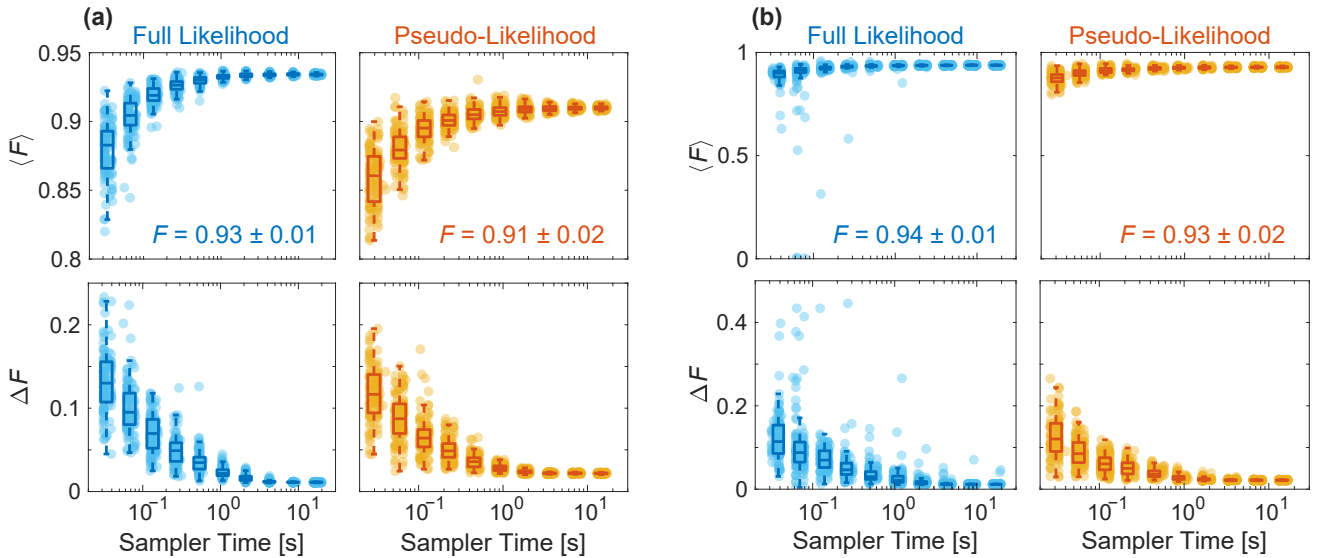 (a)
Full Likelihood
Pseudo-Likelihood
0.95
0.9
0.85
0.8
⟨F⟩
F = 0.93 ± 0.01
F = 0.91 ± 0.02
0.2
0.1
0
ΔF
10⁻¹ 10⁰ 10¹
10⁻¹ 10⁰ 10¹
Sampler Time [s]
Sampler Time [s]
(b)
Full Likelihood
Pseudo-Likelihood
1
0.5
0
⟨F⟩
F = 0.94 ± 0.01
F = 0.93 ± 0.02
0.4
0.2
0
ΔF
10⁻¹ 10⁰ 10¹
10⁻¹ 10⁰ 10¹
Sampler Time [s]
Sampler Time [s]